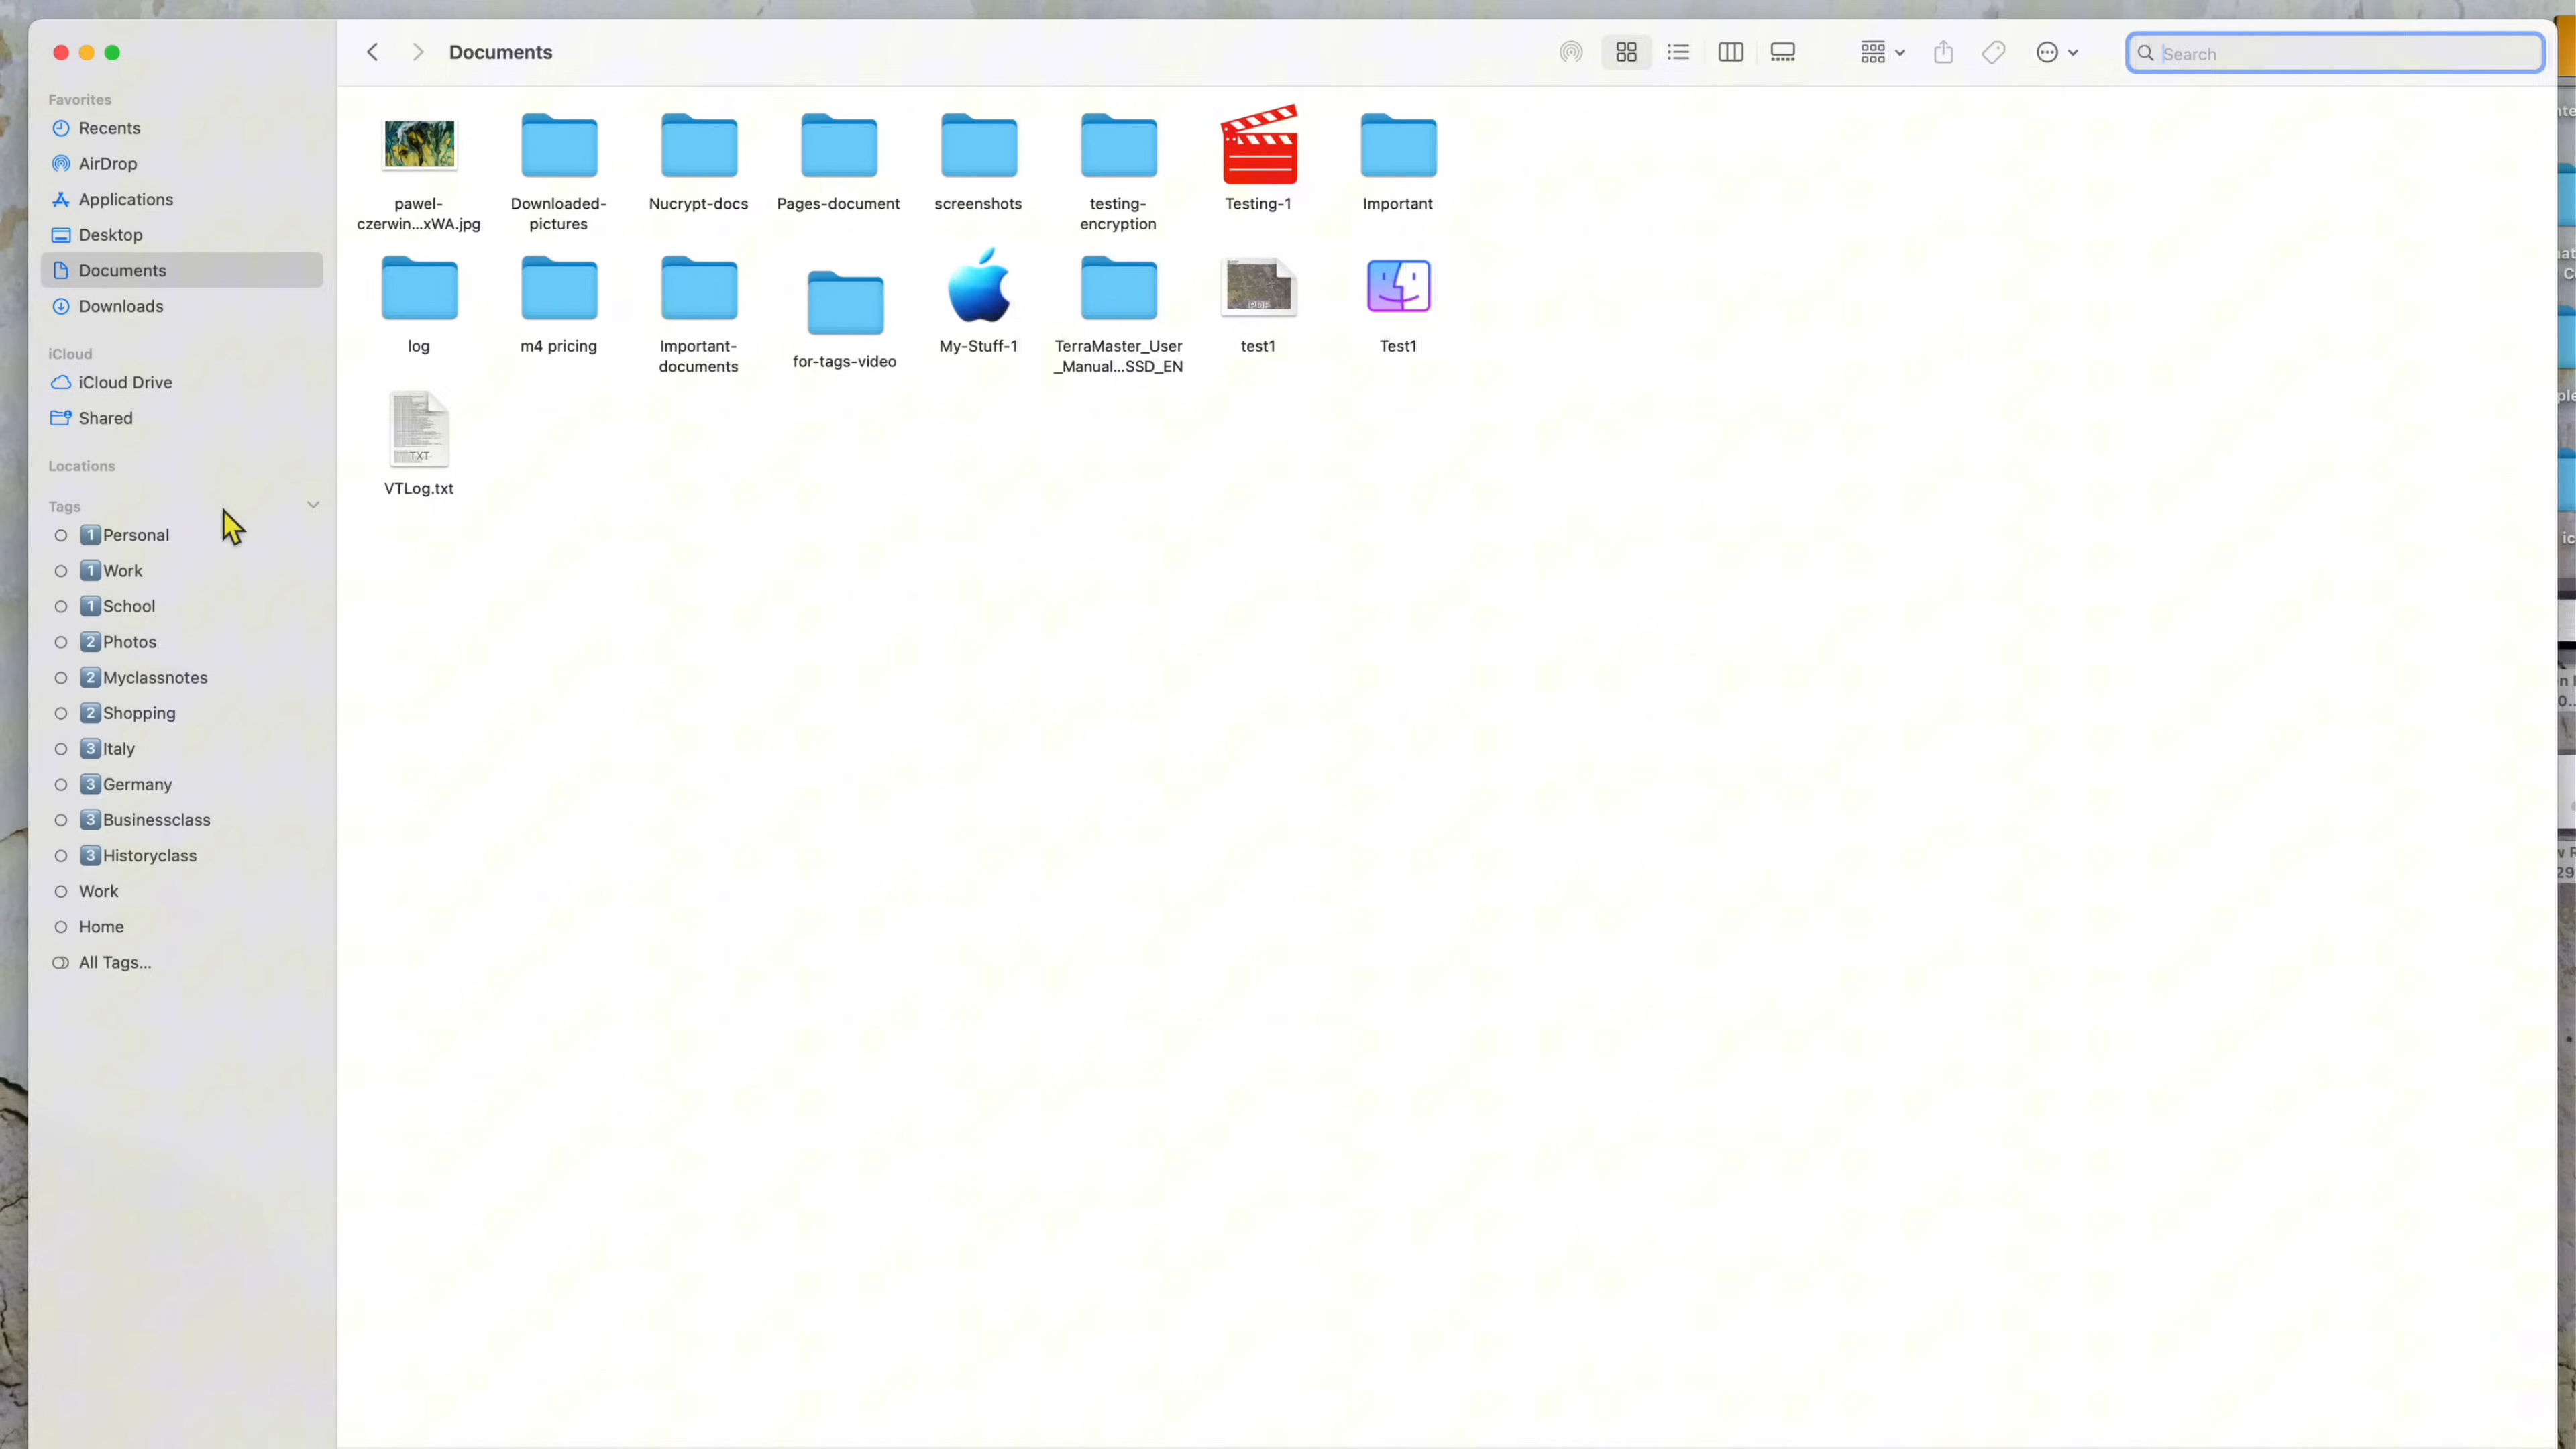 Documents
Search
Favorites
Recents
AirDrop
Applications
Desktop
Documents
Downloads
iCloud
iCloud Drive
Shared
Locations
Tags
1 Personal
1 Work
1 School
2 Photos
2 Myclassnotes
2 Shopping
3 Italy
3 Germany
3 Businessclass
3 Historyclass
Work
Home
All Tags...
pawel-
czerwin...xWA.jpg
Downloaded-
pictures
Nucrypt-docs
Pages-document
screenshots
testing-
encryption
Testing-1
Important
log
m4 pricing
Important-
documents
for-tags-video
My-Stuff-1
TerraMaster_User
_Manual...SSD_EN
PDF
test1
Test1
TXT
VTLog.txt